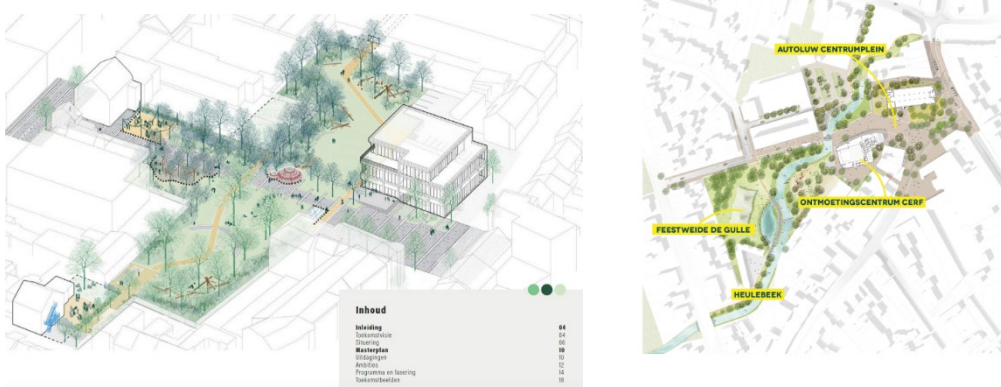 Inhoud
Inleiding 04
Toekomstvisie 04
Situering 06
Masterplan 10
Uitdagingen 10
Ambities 12
Programma en fasering 14
Toekomstbeelden 18
AUTOLUW CENTRUMPLEIN
ONTMOETINGSCENTRUM CERF
FEESTWEIDE DE GULLE
HEULEBEEK